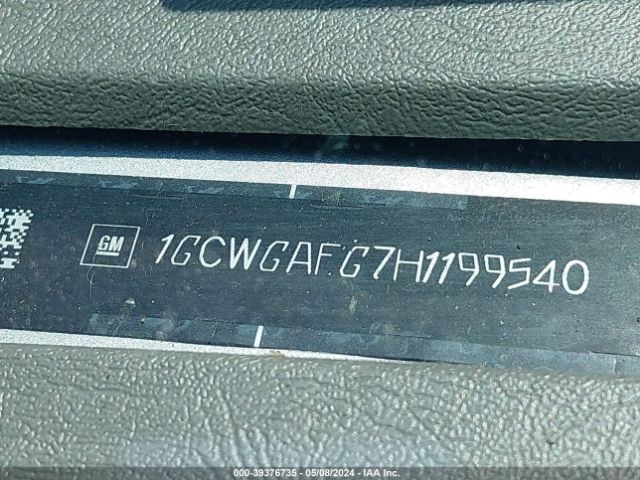 GM 1GCWGAFG7H1199540
000-39376735 - 05/08/2024 - IAA Inc.